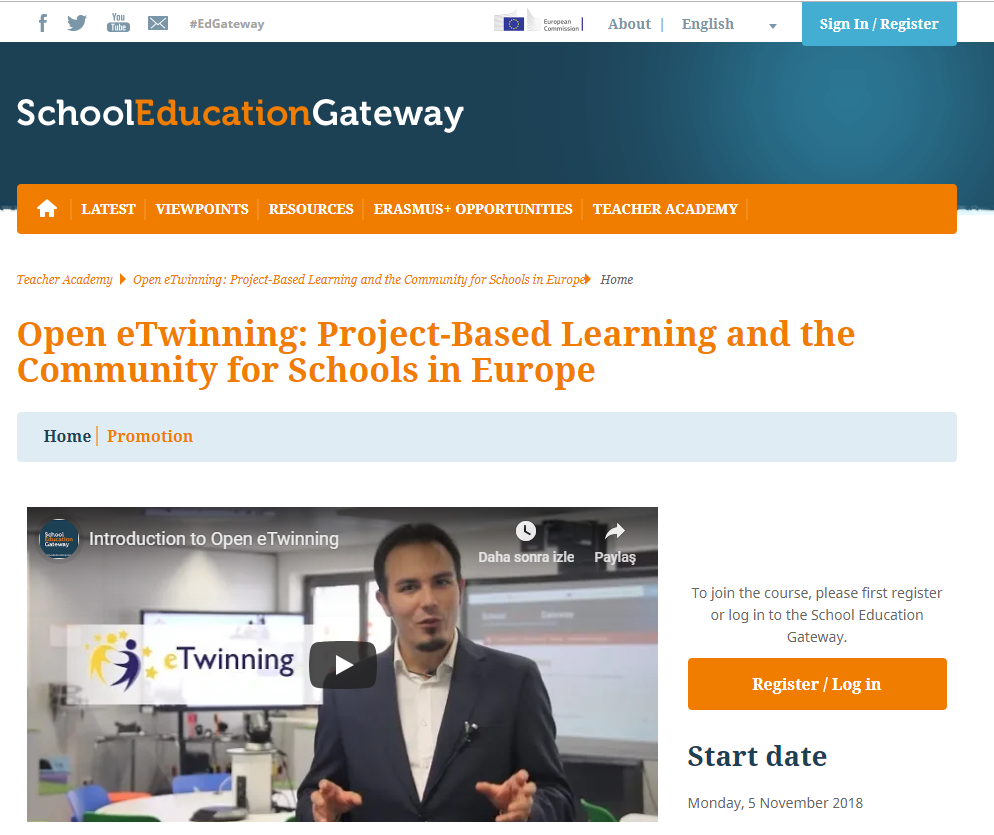 You
Tube
#EdGateway
European
Commission
About
English
Sign In / Register
SchoolEducationGateway
LATEST
VIEWPOINTS
RESOURCES
ERASMUS+ OPPORTUNITIES
TEACHER ACADEMY
Teacher Academy
Open eTwinning: Project-Based Learning and the Community for Schools in Europe
Home
Open eTwinning: Project-Based Learning and the
Community for Schools in Europe
Home
Promotion
School
Education
Gateway
Introduction to Open eTwinning
Daha sonra izle
Paylaş
eTwinning
To join the course, please first register
or log in to the School Education
Gateway.
Register / Log in
Start date
Monday, 5 November 2018